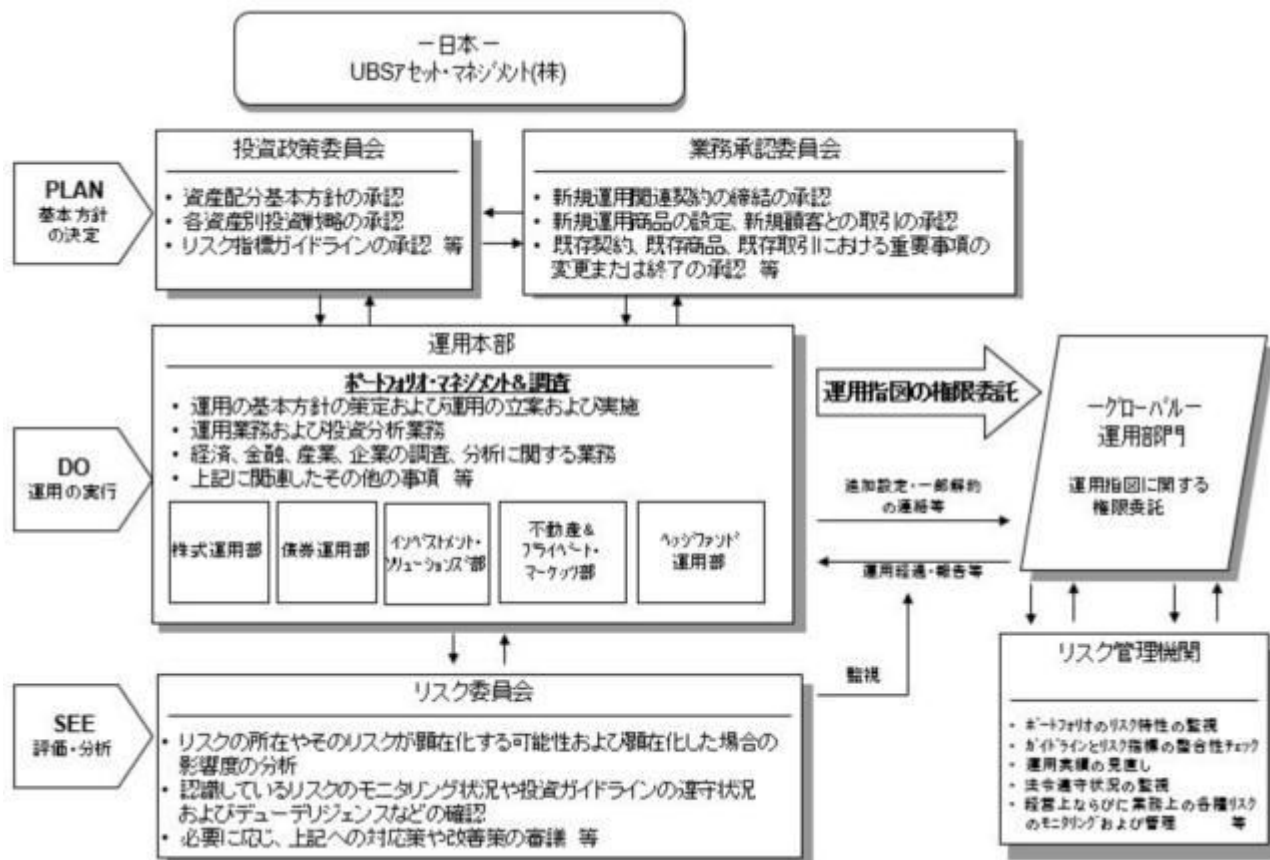 －日本－
UBSアセット・マネジメント(株)
PLAN
基本方針
の決定
投資政策委員会
・資産配分基本方針の承認
・各資産別投資戦略の承認
・リスク指標ガイドラインの承認 等
業務承認委員会
・新規運用関連契約の締結の承認
・新規運用商品の設定、新規顧客との取引の承認
・既存契約、既存商品、既存取引における重要事項の
変更または終了の承認 等
DO
運用の実行
運用本部
ポートフォリオ・マネジメント&調査
・運用の基本方針の策定および運用の立案および実施
・運用業務および投資分析業務
・経済、金融、産業、企業の調査、分析に関する業務
・上記に関連したその他の事項 等
株式運用部
債券運用部
インベストメント・
ソリューションズ部
不動産&
プライベート・
マーケッツ部
ヘッジファンド
運用部
運用指図の権限委託
追加設定・一部解約
の連絡等
運用経過・報告等
監視
－グローバル－
運用部門
運用指図に関する
権限委託
SEE
評価・分析
リスク委員会
・リスクの所在やそのリスクが顕在化する可能性および顕在化した場合の
影響度の分析
・認識しているリスクのモニタリング状況や投資ガイドラインの遵守状況
およびデューデリジェンスなどの確認
・必要に応じ、上記への対応策や改善策の審議 等
リスク管理機関
・ポートフォリオのリスク特性の監視
・ガイドラインとリスク指標の整合性チェック
・運用実績の見直し
・法令遵守状況の監視
・経営上ならびに業務上の各種リスク
のモニタリングおよび管理 等